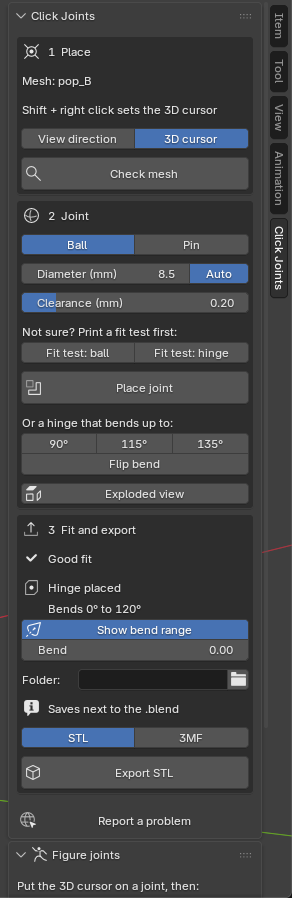 Click Joints
1 Place
Mesh: pop_B
Shift + right click sets the 3D cursor
View direction 3D cursor
Check mesh
2 Joint
Ball Pin
Diameter (mm) 8.5 Auto
Clearance (mm) 0.20
Not sure? Print a fit test first:
Fit test: ball Fit test: hinge
Place joint
Or a hinge that bends up to:
90° 115° 135°
Flip bend
Exploded view
3 Fit and export
Good fit
Hinge placed
Bends 0° to 120°
Show bend range
Bend 0.00
Folder:
Saves next to the .blend
STL 3MF
Export STL
Report a problem
Figure joints
Put the 3D cursor on a joint, then:
Item
Tool
View
Animation
Click Joints